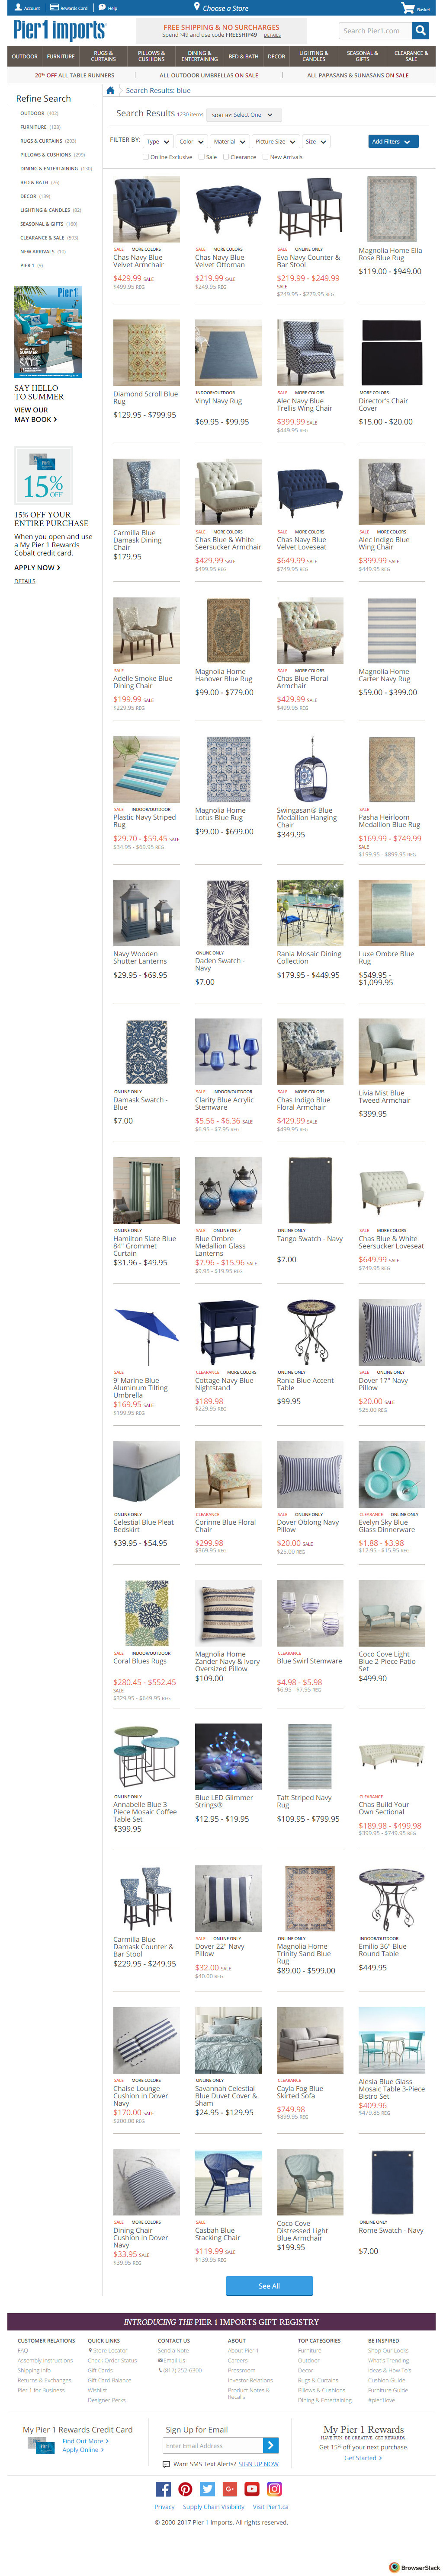 Account
Rewards Card
Help
Choose a Store
Basket
Pier1 imports
FREE SHIPPING & NO SURCHARGES
Spend $49 and use code FREESHIP49 DETAILS
Search Pier1.com
OUTDOOR
FURNITURE
RUGS & CURTAINS
PILLOWS & CUSHIONS
DINING & ENTERTAINING
BED & BATH
DECOR
LIGHTING & CANDLES
SEASONAL & GIFTS
CLEARANCE & SALE
20% OFF ALL TABLE RUNNERS
ALL OUTDOOR UMBRELLAS ON SALE
ALL PAPASANS & SUNASANS ON SALE
Refine Search
OUTDOOR (402)
FURNITURE (123)
RUGS & CURTAINS (203)
PILLOWS & CUSHIONS (299)
DINING & ENTERTAINING (130)
BED & BATH (76)
DECOR (139)
LIGHTING & CANDLES (82)
SEASONAL & GIFTS (169)
CLEARANCE & SALE (593)
NEW ARRIVALS (10)
PIER 1 (9)
Pier1
SALE
SAY HELLO
TO SUMMER
VIEW OUR
MAY BOOK >
15% OFF
15% OFF YOUR
ENTIRE PURCHASE
When you open and use
a My Pier 1 Rewards
Cobalt credit card.
APPLY NOW >
DETAILS
Search Results: blue
Search Results 1230 items
SORT BY: Select One
FILTER BY:
Type
Color
Material
Picture Size
Size
Add Filters
Online Exclusive
Sale
Clearance
New Arrivals
SALE MORE COLORS
Chas Navy Blue
Velvet Armchair
$429.99 SALE
$499.95 REG
SALE MORE COLORS
Chas Navy Blue
Velvet Ottoman
$219.99 SALE
$249.95 REG
SALE ONLINE ONLY
Eva Navy Counter &
Bar Stool
$219.99 - $249.99
SALE
$249.95 - $279.95 REG
Magnolia Home Ella
Rose Blue Rug
$119.00 - $949.00
Diamond Scroll Blue
Rug
$129.95 - $799.95
INDOOR/OUTDOOR
Vinyl Navy Rug
$69.95 - $99.95
SALE MORE COLORS
Alec Navy Blue
Trellis Wing Chair
$399.99 SALE
$449.95 REG
MORE COLORS
Director's Chair
Cover
$15.00 - $20.00
Carmilla Blue
Damask Dining
Chair
$179.95
SALE MORE COLORS
Chas Blue & White
Seersucker Armchair
$429.99 SALE
$499.95 REG
SALE MORE COLORS
Chas Navy Blue
Velvet Loveseat
$649.99 SALE
$749.95 REG
SALE MORE COLORS
Alec Indigo Blue
Wing Chair
$399.99 SALE
$449.95 REG
SALE
Adelle Smoke Blue
Dining Chair
$199.99 SALE
$229.95 REG
Magnolia Home
Hanover Blue Rug
$99.00 - $779.00
SALE MORE COLORS
Chas Blue Floral
Armchair
$429.99 SALE
$499.95 REG
Magnolia Home
Carter Navy Rug
$59.00 - $399.00
SALE INDOOR/OUTDOOR
Plastic Navy Striped
Rug
$29.70 - $59.45 SALE
$34.95 - $69.95 REG
Magnolia Home
Lotus Blue Rug
$99.00 - $699.00
Swingasan® Blue
Medallion Hanging
Chair
$349.95
SALE
Pasha Heirloom
Medallion Blue Rug
$169.99 - $749.99
SALE
$199.95 - $899.95 REG
Navy Wooden
Shutter Lanterns
$29.95 - $69.95
ONLINE ONLY
Daden Swatch -
Navy
$7.00
Rania Mosaic Dining
Collection
$179.95 - $449.95
Luxe Ombre Blue
Rug
$549.95 -
$1,099.95
ONLINE ONLY
Damask Swatch -
Blue
$7.00
SALE INDOOR/OUTDOOR
Clarity Blue Acrylic
Stemware
$5.56 - $6.36 SALE
$6.95 - $7.95 REG
SALE MORE COLORS
Chas Indigo Blue
Floral Armchair
$429.99 SALE
$499.95 REG
Livia Mist Blue
Tweed Armchair
$399.95
ONLINE ONLY
Hamilton Slate Blue
84" Grommet
Curtain
$31.96 - $49.95
SALE ONLINE ONLY
Blue Ombre
Medallion Glass
Lanterns
$7.96 - $15.96 SALE
$9.95 - $19.95 REG
ONLINE ONLY
Tango Swatch - Navy
$7.00
SALE MORE COLORS
Chas Blue & White
Seersucker Loveseat
$649.99 SALE
$749.95 REG
SALE
9' Marine Blue
Aluminum Tilting
Umbrella
$169.95 SALE
$199.95 REG
CLEARANCE MORE COLORS
Cottage Navy Blue
Nightstand
$189.98
$229.95 REG
ONLINE ONLY
Rania Blue Accent
Table
$99.95
SALE ONLINE ONLY
Dover 17" Navy
Pillow
$20.00 SALE
$25.00 REG
ONLINE ONLY
Celestial Blue Pleat
Bedskirt
$39.95 - $54.95
CLEARANCE
Corinne Blue Floral
Chair
$299.98
$369.95 REG
SALE ONLINE ONLY
Dover Oblong Navy
Pillow
$20.00 SALE
$25.00 REG
CLEARANCE ONLINE ONLY
Evelyn Sky Blue
Glass Dinnerware
$1.88 - $3.98
$12.95 - $15.95 REG
SALE INDOOR/OUTDOOR
Coral Blues Rugs
$280.45 - $552.45
SALE
$329.95 - $649.95 REG
Magnolia Home
Zander Navy & Ivory
Oversized Pillow
$109.00
CLEARANCE
Blue Swirl Stemware
$4.98 - $5.98
$6.95 - $7.95 REG
Coco Cove Light
Blue 2-Piece Patio
Set
$499.90
ONLINE ONLY
Annabelle Blue 3-
Piece Mosaic Coffee
Table Set
$399.95
Blue LED Glimmer
Strings®
$12.95 - $19.95
Taft Striped Navy
Rug
$109.95 - $799.95
CLEARANCE
Chas Build Your
Own Sectional
$189.98 - $499.98
$399.95 - $749.95 REG
Carmilla Blue
Damask Counter &
Bar Stool
$229.95 - $249.95
SALE ONLINE ONLY
Dover 22" Navy
Pillow
$32.00 SALE
$40.00 REG
ONLINE ONLY
Magnolia Home
Trinity Sand Blue
Rug
$89.00 - $599.00
INDOOR/OUTDOOR
Emilio 36" Blue
Round Table
$449.95
SALE MORE COLORS
Chaise Lounge
Cushion in Dover
Navy
$170.00 SALE
$200.00 REG
ONLINE ONLY
Savannah Celestial
Blue Duvet Cover &
Sham
$24.95 - $129.95
CLEARANCE
Cayla Fog Blue
Skirted Sofa
$749.98
$899.95 REG
Alesia Blue Glass
Mosaic Table 3-Piece
Bistro Set
$409.96
$479.85 REG
SALE MORE COLORS
Dining Chair
Cushion in Dover
Navy
$33.95 SALE
$39.95 REG
SALE
Casbah Blue
Stacking Chair
$119.99 SALE
$139.95 REG
Coco Cove
Distressed Light
Blue Armchair
$199.95
ONLINE ONLY
Rome Swatch - Navy
$7.00
See All
INTRODUCING THE PIER 1 IMPORTS GIFT REGISTRY
CUSTOMER RELATIONS
FAQ
Assembly Instructions
Shipping Info
Returns & Exchanges
Pier 1 for Business
QUICK LINKS
Store Locator
Check Order Status
Gift Cards
Gift Card Balance
Wishlist
Designer Perks
CONTACT US
Send a Note
Email Us
(817) 252-6300
ABOUT
About Pier 1
Careers
Pressroom
Investor Relations
Product Notes &
Recalls
TOP CATEGORIES
Furniture
Outdoor
Decor
Rugs & Curtains
Pillows & Cushions
Dining & Entertaining
BE INSPIRED
Shop Our Looks
What's Trending
Ideas & How To's
Cushion Guide
Furniture Guide
#pier1love
My Pier 1 Rewards Credit Card
Find Out More >
Apply Online >
Sign Up for Email
Enter Email Address
Want SMS Text Alerts? SIGN UP NOW
My Pier 1 Rewards
HAVE FUN. BE CREATIVE. GET REWARDS.
Get 15% off your next purchase.
Get Started >
Privacy
Supply Chain Visibility
Visit Pier1.ca
© 2000-2017 Pier 1 Imports. All rights reserved.
BrowserStack